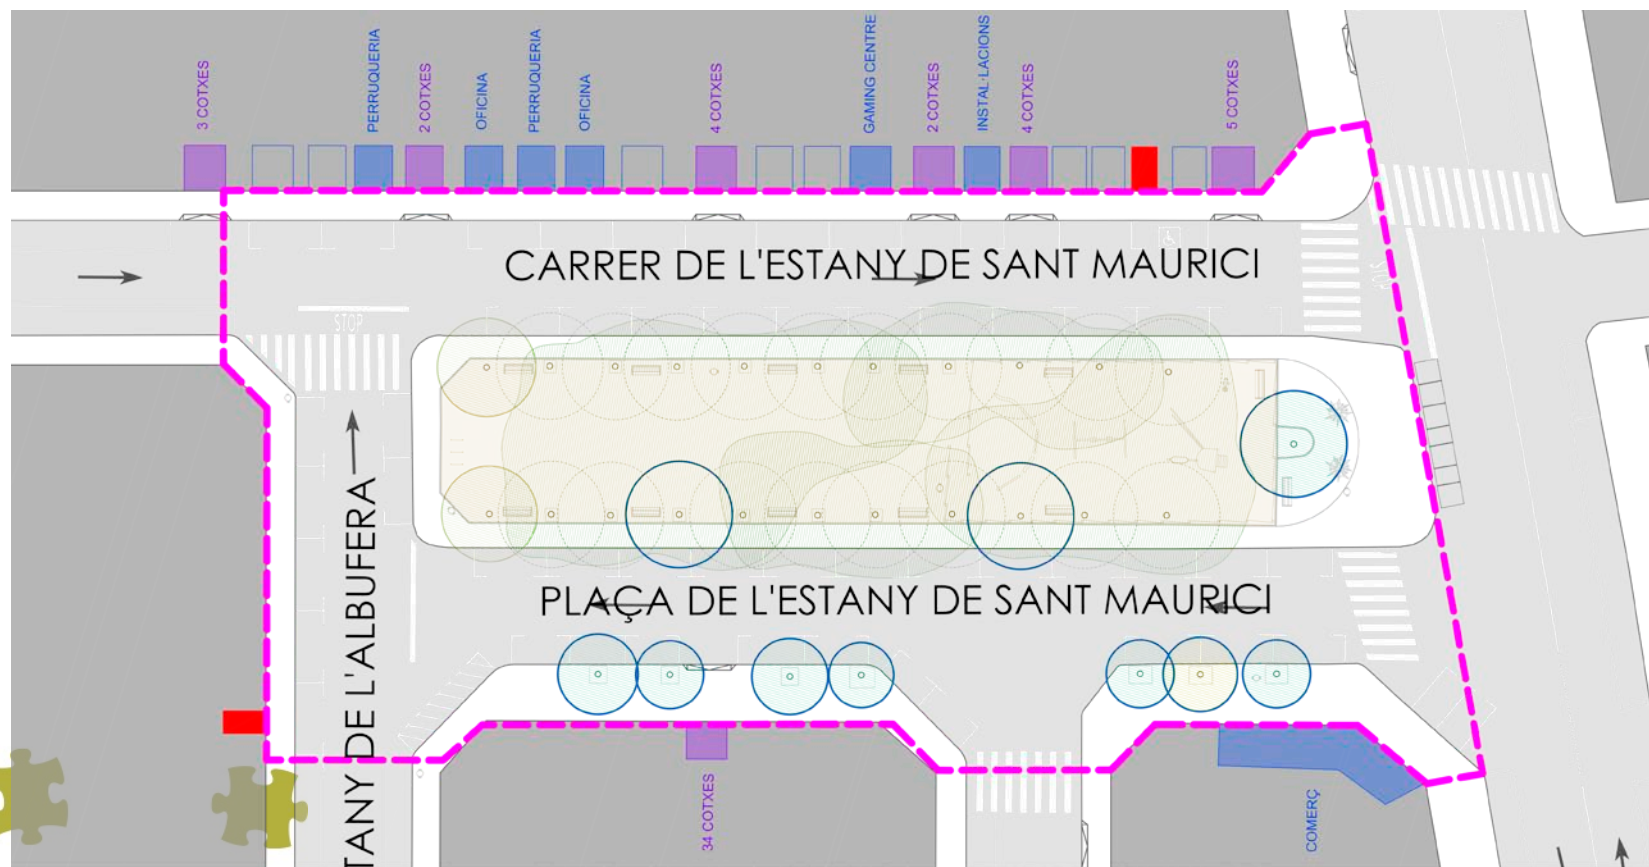 3 COTXES
PERRUQUERIA
2 COTXES
OFICINA
PERRUQUERIA
OFICINA
4 COTXES
GAMING CENTRE
2 COTXES
INSTAL·LACIONS
4 COTXES
5 COTXES
CARRER DE L'ESTANY DE SANT MAURICI
STOP
STOP
PLAÇA DE L'ESTANY DE SANT MAURICI
TANY DE L'ALBUFERA
34 COTXES
COMERÇ